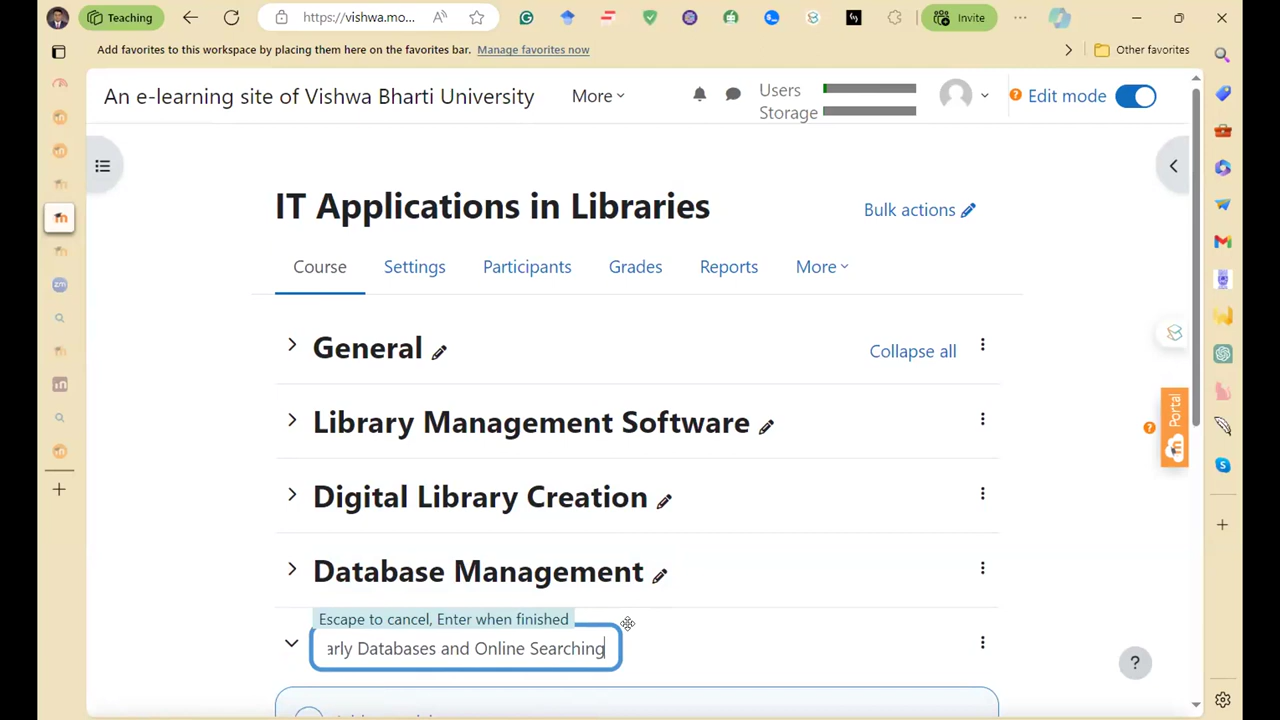 Teaching
https://vishwa.mo...
Invite
Add favorites to this workspace by placing them here on the favorites bar. Manage favorites now
Other favorites
An e-learning site of Vishwa Bharti University
More
Users
Storage
Edit mode
IT Applications in Libraries
Bulk actions
Course
Settings
Participants
Grades
Reports
More
General
Collapse all
Library Management Software
Digital Library Creation
Database Management
Escape to cancel, Enter when finished
arly Databases and Online Searching
Portal
zm
?